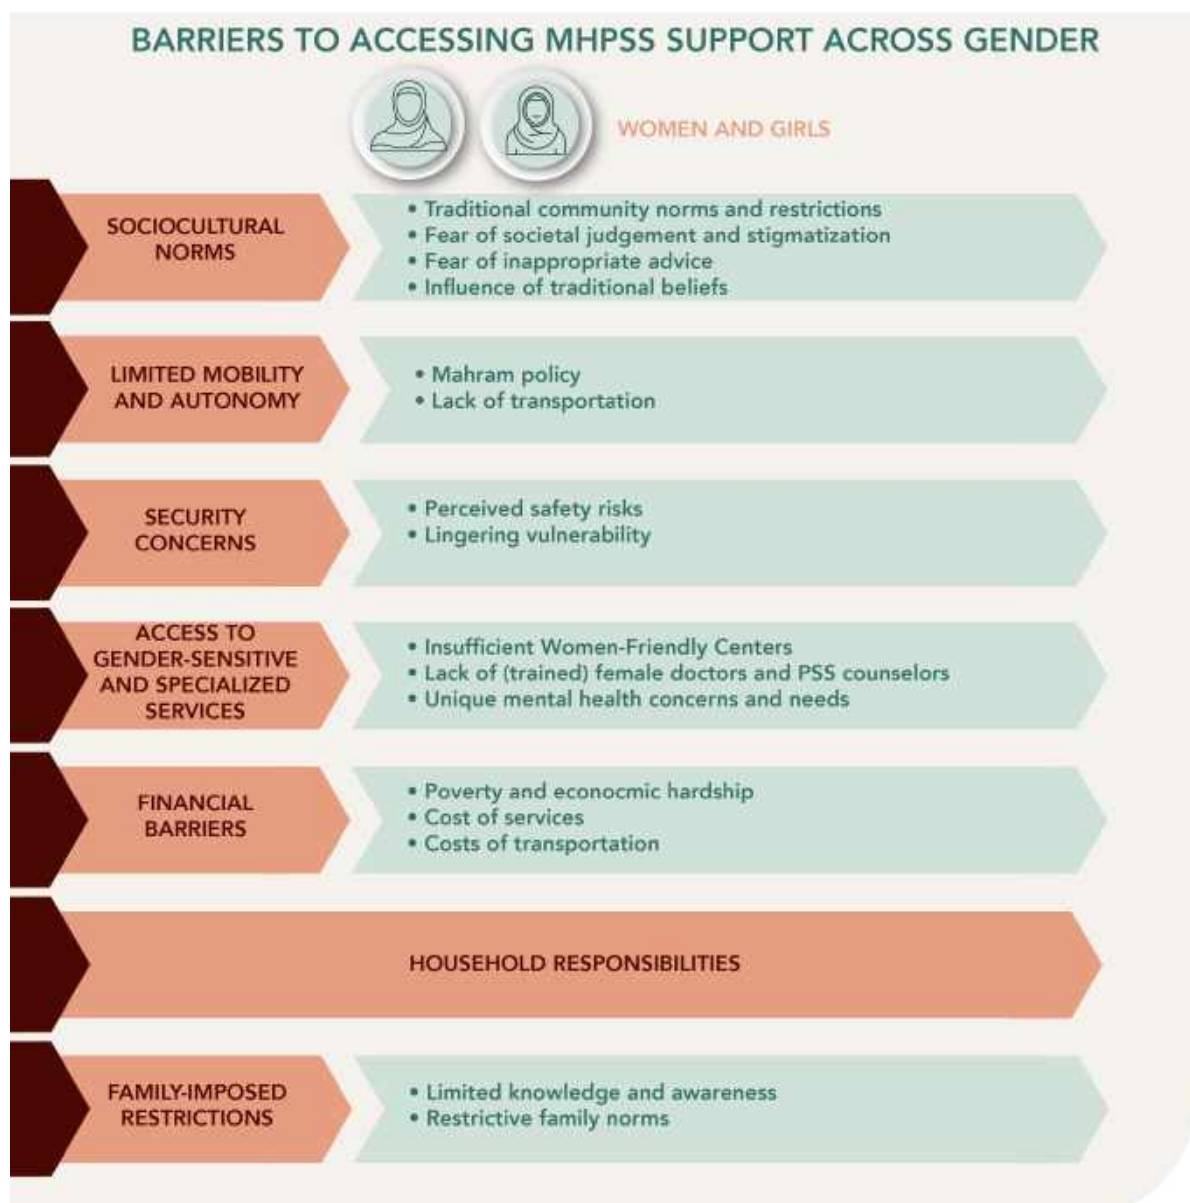 BARRIERS TO ACCESSING MHPSS SUPPORT ACROSS GENDER
WOMEN AND GIRLS
SOCIOCULTURAL
NORMS
• Traditional community norms and restrictions
• Fear of societal judgement and stigmatization
• Fear of inappropriate advice
• Influence of traditional beliefs
LIMITED MOBILITY
AND AUTONOMY
• Mahram policy
• Lack of transportation
SECURITY
CONCERNS
• Perceived safety risks
• Lingering vulnerability
ACCESS TO
GENDER-SENSITIVE
AND SPECIALIZED
SERVICES
• Insufficient Women-Friendly Centers
• Lack of (trained) female doctors and PSS counselors
• Unique mental health concerns and needs
FINANCIAL
BARRIERS
• Poverty and econocmic hardship
• Cost of services
• Costs of transportation
HOUSEHOLD RESPONSIBILITIES
FAMILY-IMPOSED
RESTRICTIONS
• Limited knowledge and awareness
• Restrictive family norms